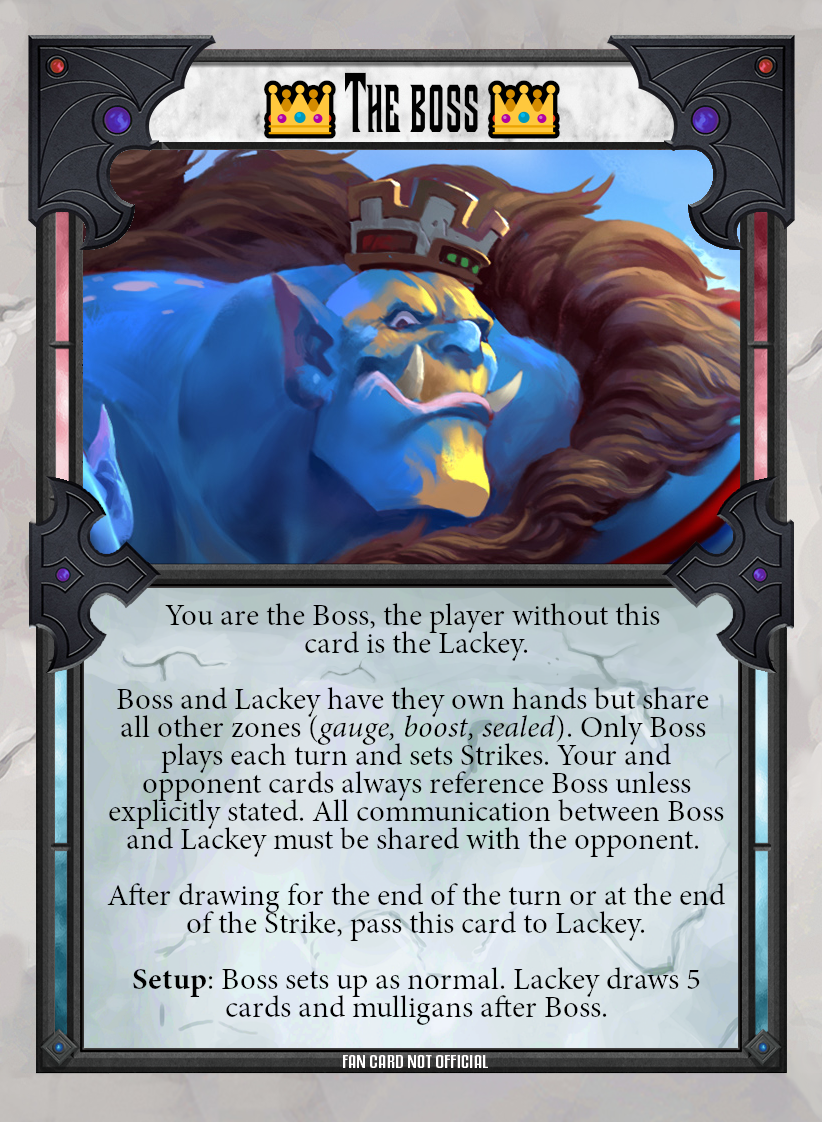 THE BOSS
You are the Boss, the player without this
card is the Lackey.
Boss and Lackey have they own hands but share
all other zones (gauge, boost, sealed). Only Boss
plays each turn and sets Strikes. Your and
opponent cards always reference Boss unless
explicitly stated. All communication between Boss
and Lackey must be shared with the opponent.
After drawing for the end of the turn or at the end
of the Strike, pass this card to Lackey.
Setup: Boss sets up as normal. Lackey draws 5
cards and mulligans after Boss.
FAN CARD NOT OFFICIAL